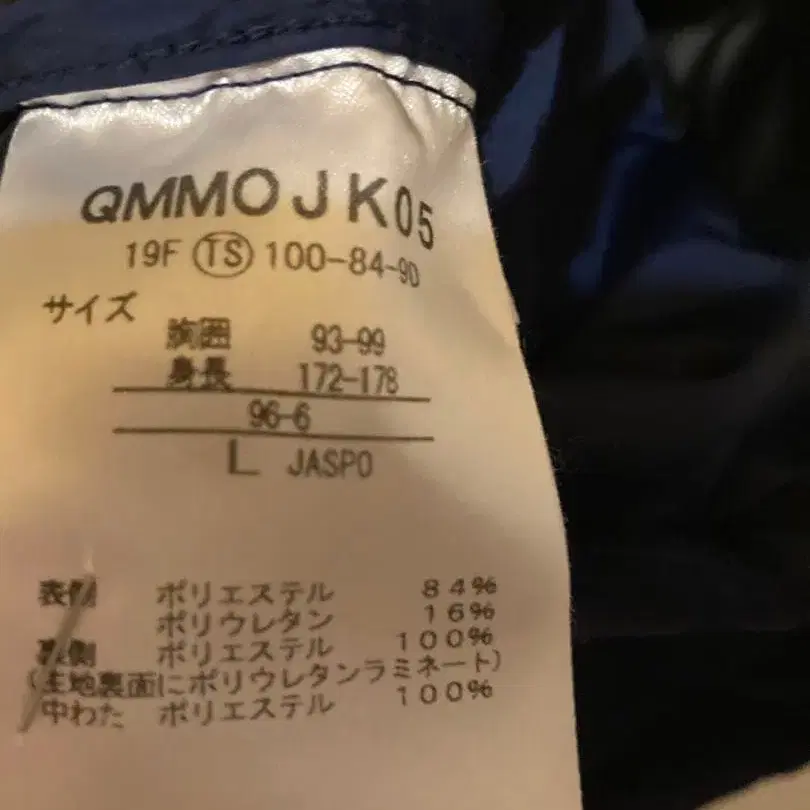 QMMOJK05
19F TS 100-84-90
サイズ
胸囲 93-99
身長 172-178
96-6
L JASPO
表側 ポリエステル 84%
ポリウレタン 16%
裏側 ポリエステル 100%
(生地裏面にポリウレタンラミネート)
中わた ポリエステル 100%